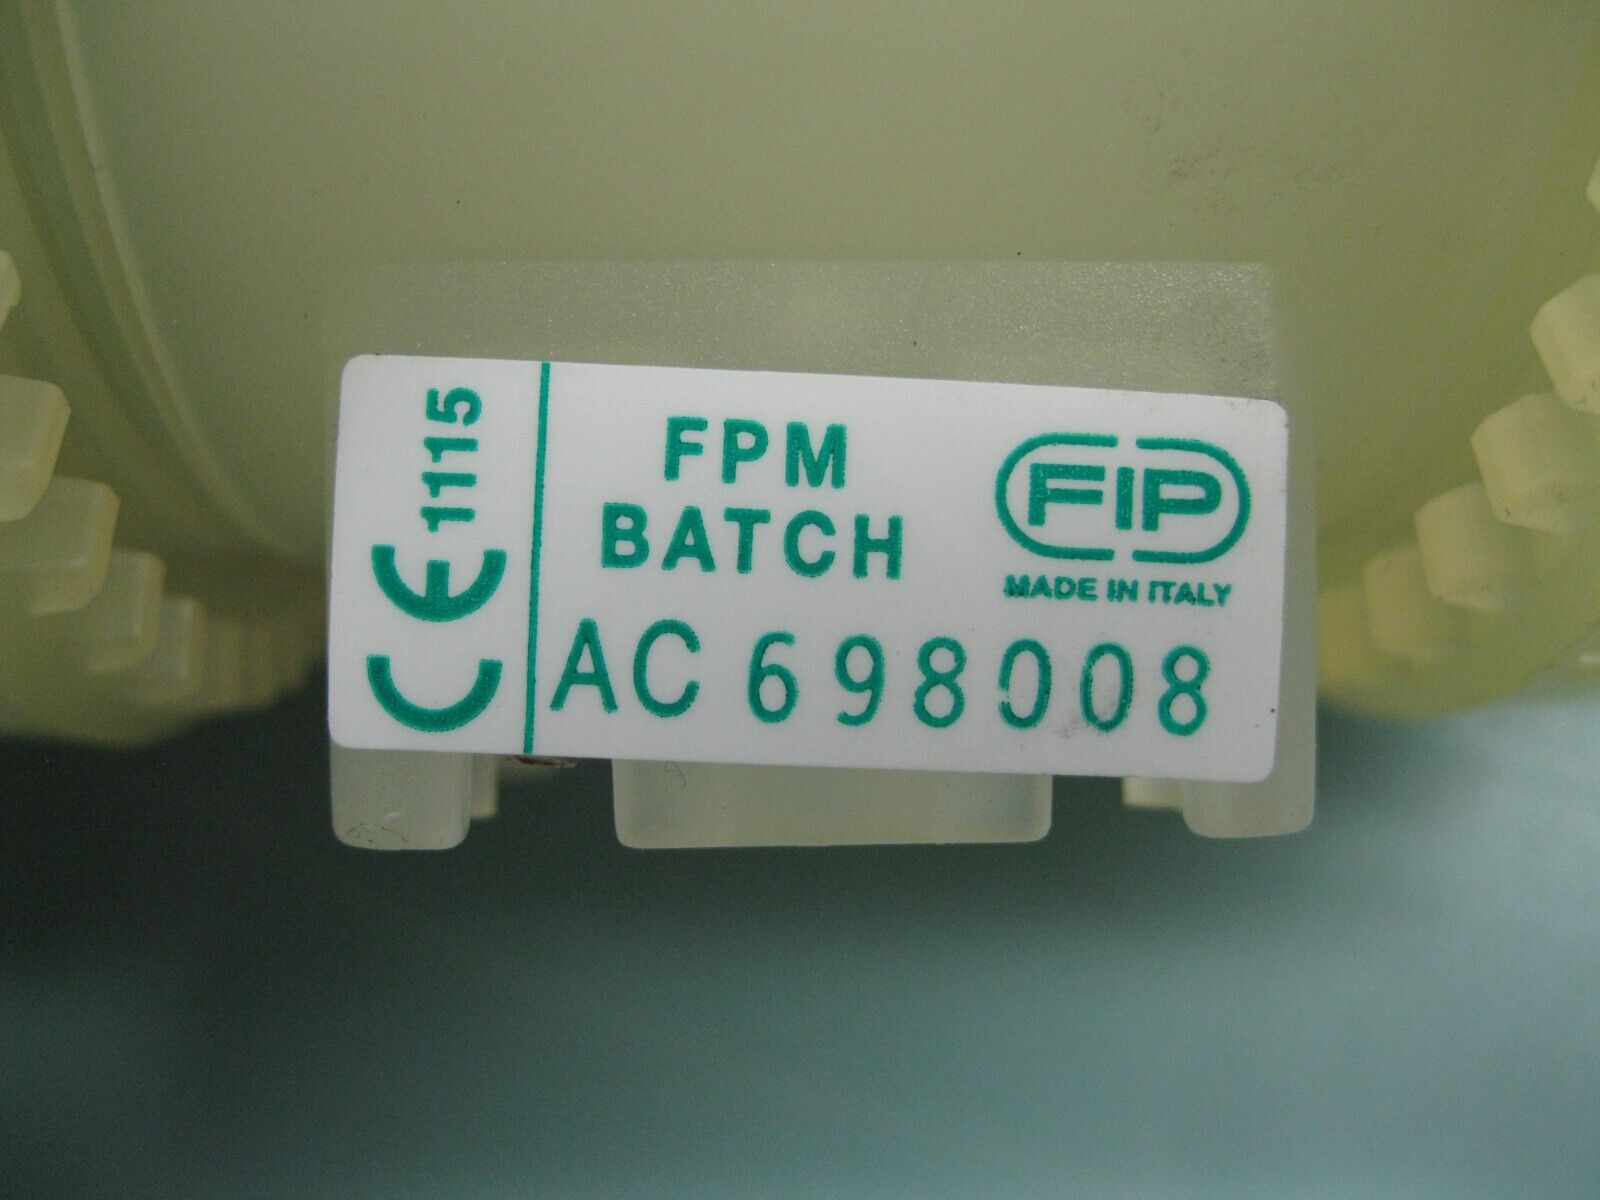 CE 1115
FPM
BATCH
AC 698008
FIP
MADE IN ITALY